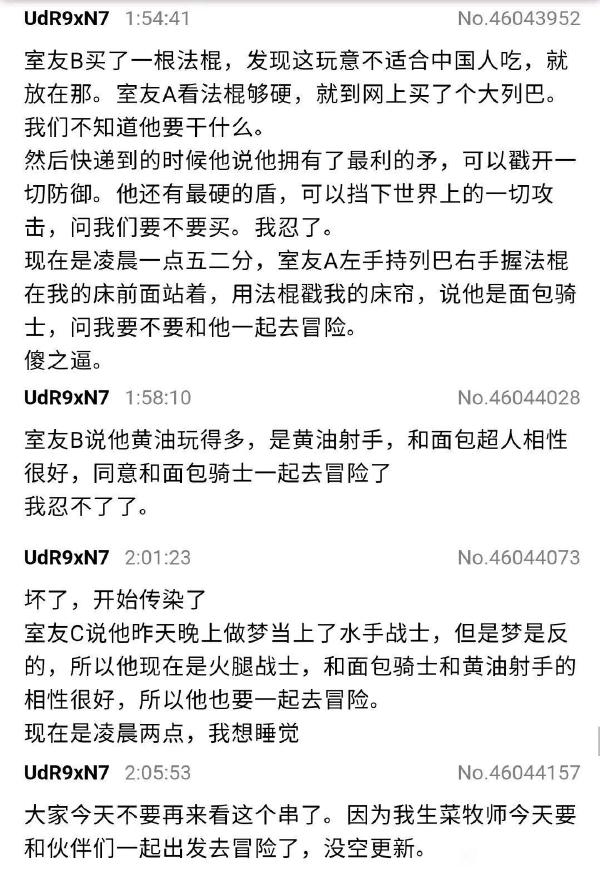 UdR9xN7 1:54:41 No.46043952
室友B买了一根法棍，发现这玩意不适合中国人吃，就
放在那。室友A看法棍够硬，就到网上买了个大列巴。
我们不知道他要干什么。
然后快递到的时候他说他拥有了最利的矛，可以戳开一
切防御。他还有最硬的盾，可以挡下世界上的一切攻
击，问我们要不要买。我忍了。
现在是凌晨一点五二分，室友A左手持列巴右手握法棍
在我的床前面站着，用法棍戳我的床帘，说他是面包骑
士，问我要不要和他一起去冒险。
傻之逼。
UdR9xN7 1:58:10 No.46044028
室友B说他黄油玩得多，是黄油射手，和面包超人相性
很好，同意和面包骑士一起去冒险了
我忍不了了。
UdR9xN7 2:01:23 No.46044073
坏了，开始传染了
室友C说他昨天晚上做梦当上了水手战士，但是梦是反
的，所以他现在是火腿战士，和面包骑士和黄油射手的
相性很好，所以他也要一起去冒险。
现在是凌晨两点，我想睡觉
UdR9xN7 2:05:53 No.46044157
大家今天不要再来看这个串了。因为我生菜牧师今天要
和伙伴们一起出发去冒险了，没空更新。